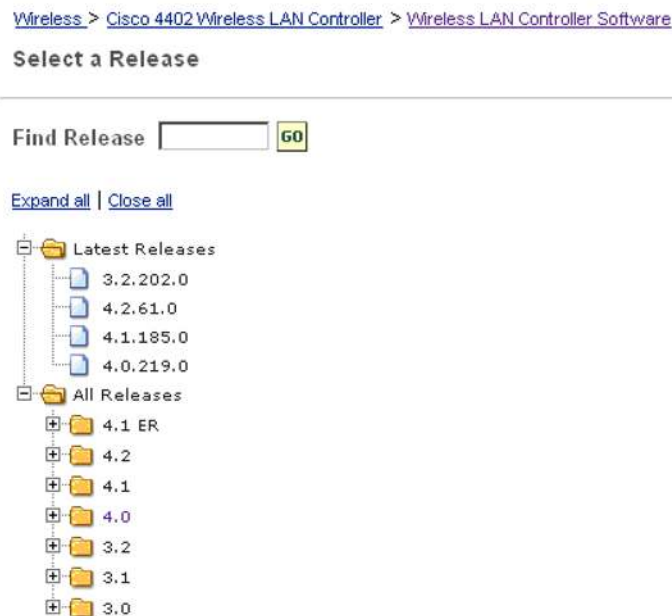 Wireless > Cisco 4402 Wireless LAN Controller > Wireless LAN Controller Software
Select a Release
Find Release GO
Expand all | Close all
Latest Releases
3.2.202.0
4.2.61.0
4.1.185.0
4.0.219.0
All Releases
4.1 ER
4.2
4.1
4.0
3.2
3.1
3.0